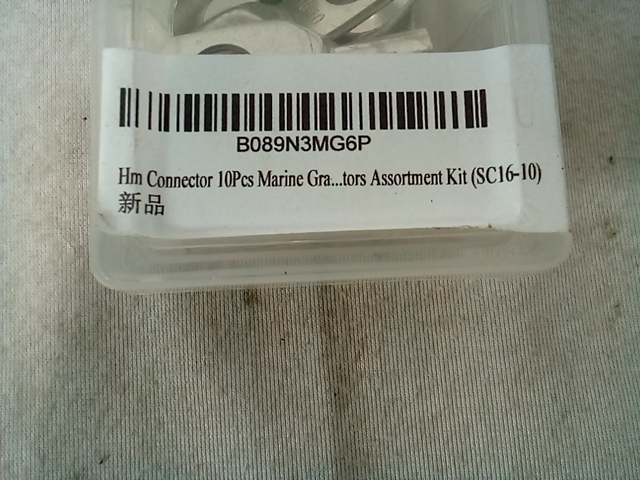 B089N3MG6P
Hm Connector 10Pcs Marine Gra...tors Assortment Kit (SC16-10)
新品